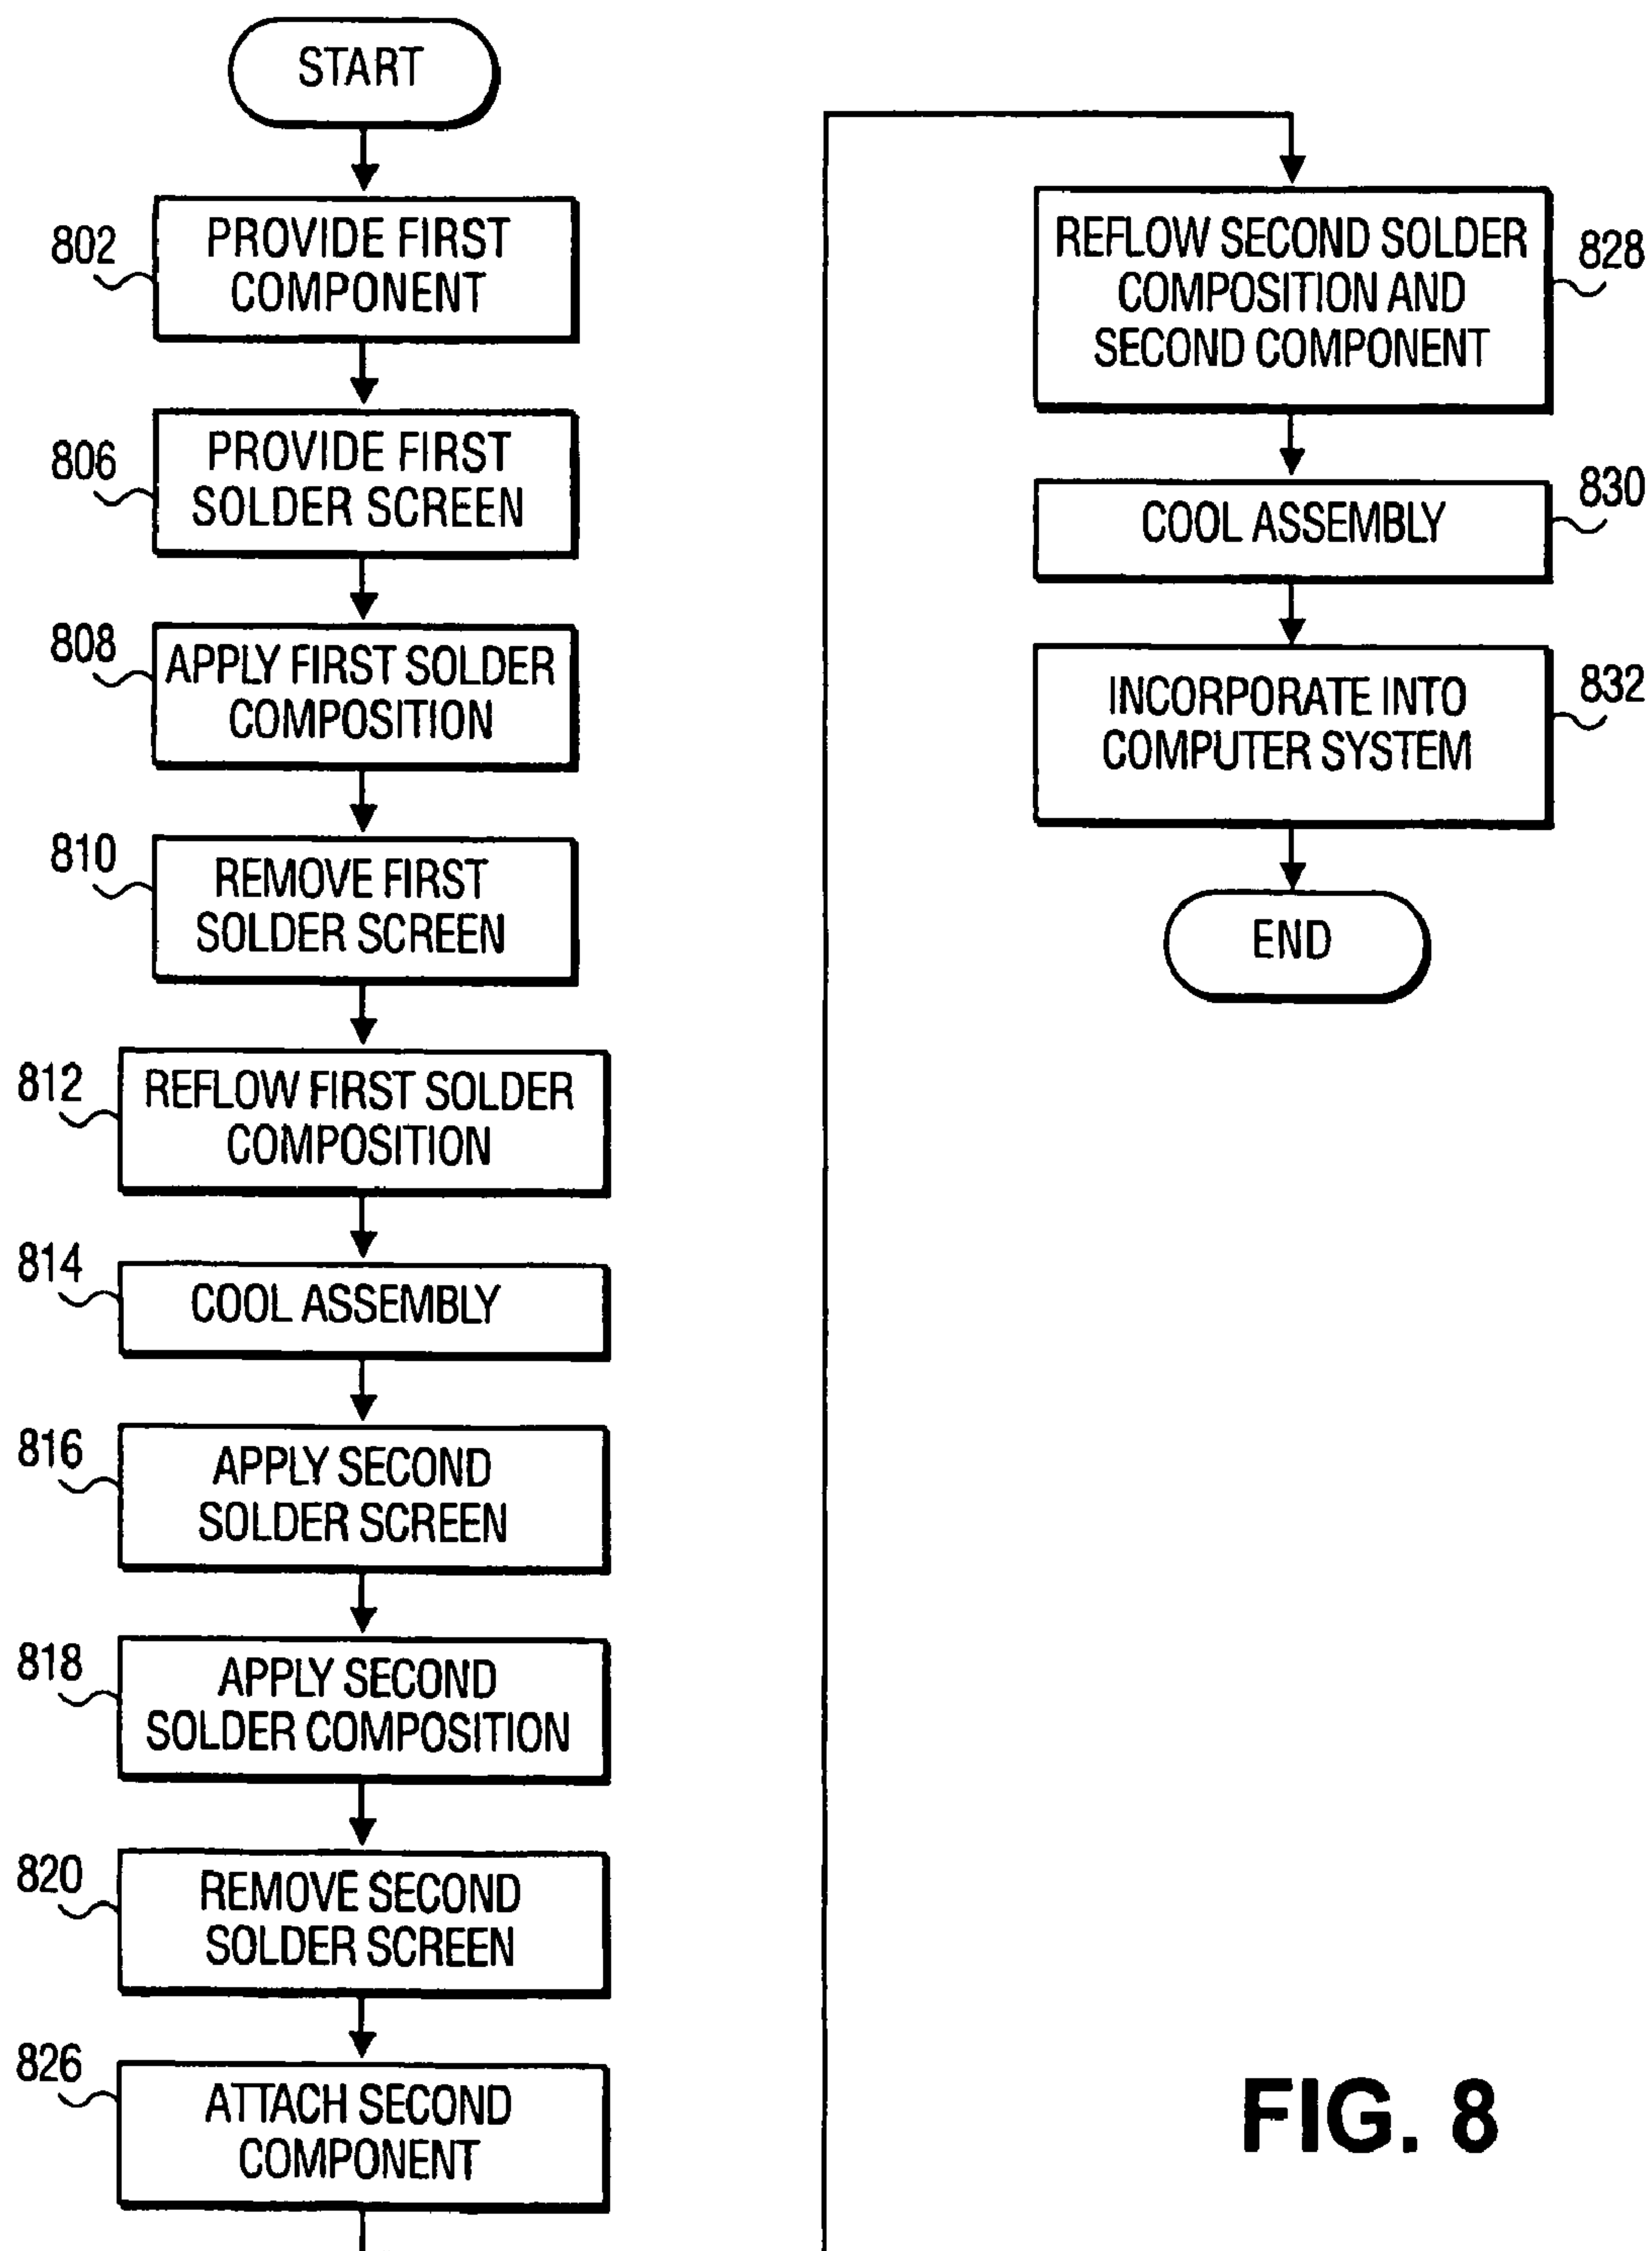 START
802
PROVIDE FIRST
COMPONENT
806
PROVIDE FIRST
SOLDER SCREEN
808
APPLY FIRST SOLDER
COMPOSITION
810
REMOVE FIRST
SOLDER SCREEN
812
REFLOW FIRST SOLDER
COMPOSITION
814
COOL ASSEMBLY
816
APPLY SECOND
SOLDER SCREEN
818
APPLY SECOND
SOLDER COMPOSITION
820
REMOVE SECOND
SOLDER SCREEN
826
ATTACH SECOND
COMPONENT
REFLOW SECOND SOLDER
COMPOSITION AND
SECOND COMPONENT
828
COOL ASSEMBLY
830
INCORPORATE INTO
COMPUTER SYSTEM
832
END
FIG. 8